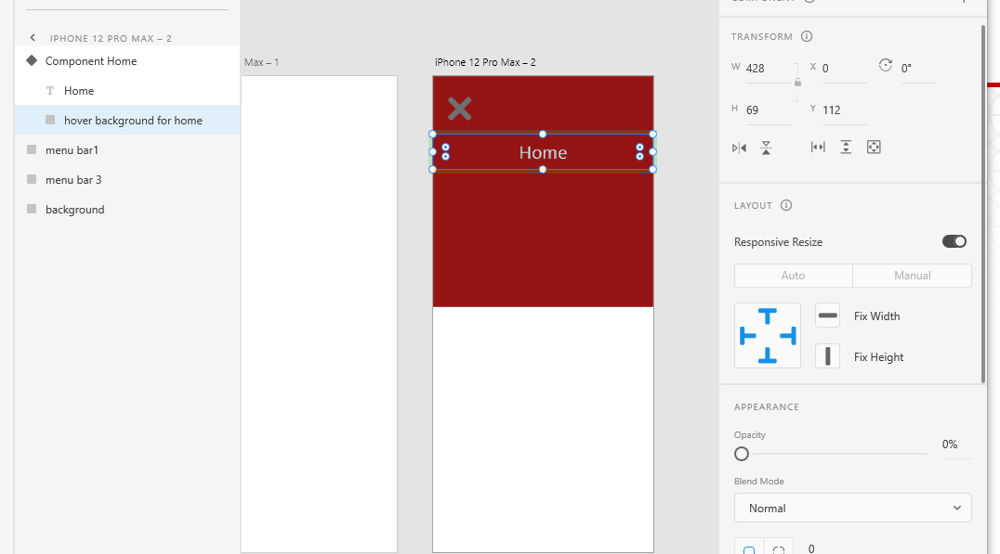 COMPONENT
IPHONE 12 PRO MAX – 2
Component Home
T Home
hover background for home
menu bar1
menu bar 3
background
Max – 1
iPhone 12 Pro Max – 2
Home
TRANSFORM
W 428 X 0 0°
H 69 Y 112
LAYOUT
Responsive Resize
Auto Manual
Fix Width
Fix Height
APPEARANCE
Opacity
0%
Blend Mode
Normal
0